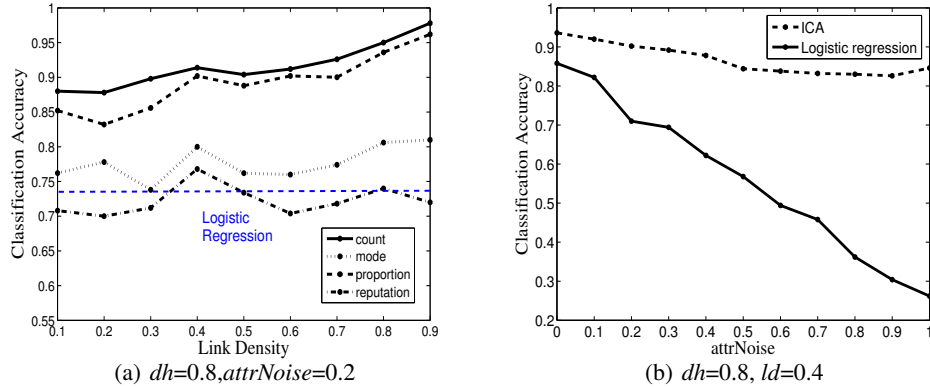 1
0.95
0.9
0.85
0.8
0.75
0.7
0.65
0.6
0.55
Classification Accuracy
Logistic
Regression
count
mode
proportion
reputation
0.1 0.2 0.3 0.4 0.5 0.6 0.7 0.8 0.9
Link Density
(a) dh=0.8,attrNoise=0.2
1
0.9
0.8
0.7
0.6
0.5
0.4
0.3
0.2
Classification Accuracy
ICA
Logistic regression
0 0.1 0.2 0.3 0.4 0.5 0.6 0.7 0.8 0.9 1
attrNoise
(b) dh=0.8, ld=0.4